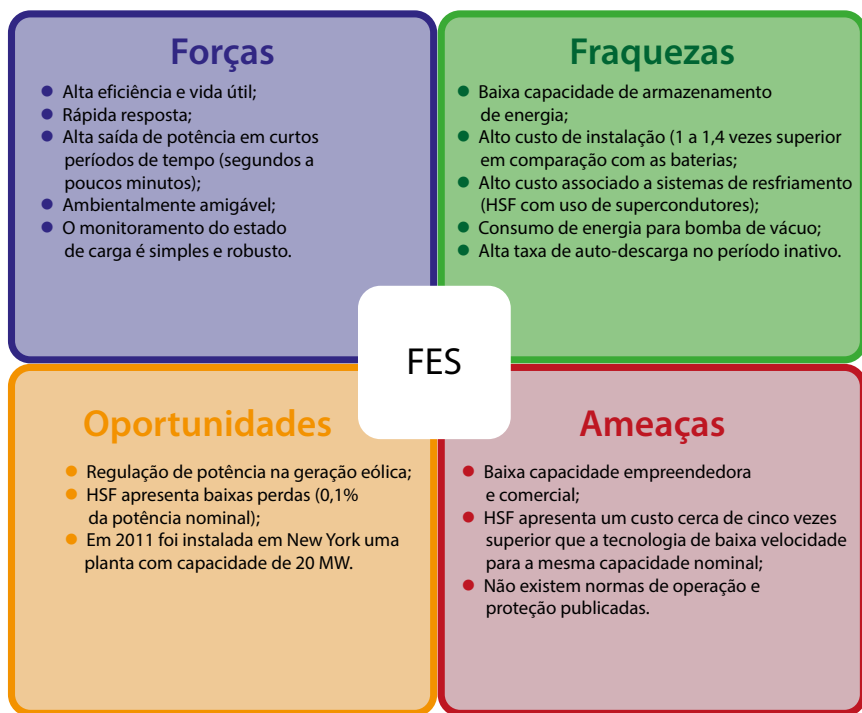 Forças
● Alta eficiência e vida útil;
● Rápida resposta;
● Alta saída de potência em curtos
períodos de tempo (segundos a
poucos minutos);
● Ambientalmente amigável;
● O monitoramento do estado
de carga é simples e robusto.
Fraquezas
● Baixa capacidade de armazenamento
de energia;
● Alto custo de instalação (1 a 1,4 vezes superior
em comparação com as baterias;
● Alto custo associado a sistemas de resfriamento
(HSF com uso de supercondutores);
● Consumo de energia para bomba de vácuo;
● Alta taxa de auto-descarga no período inativo.
FES
Oportunidades
● Regulação de potência na geração eólica;
● HSF apresenta baixas perdas (0,1%
da potência nominal);
● Em 2011 foi instalada em New York uma
planta com capacidade de 20 MW.
Ameaças
● Baixa capacidade empreendedora
e comercial;
● HSF apresenta um custo cerca de cinco vezes
superior que a tecnologia de baixa velocidade
para a mesma capacidade nominal;
● Não existem normas de operação e
proteção publicadas.